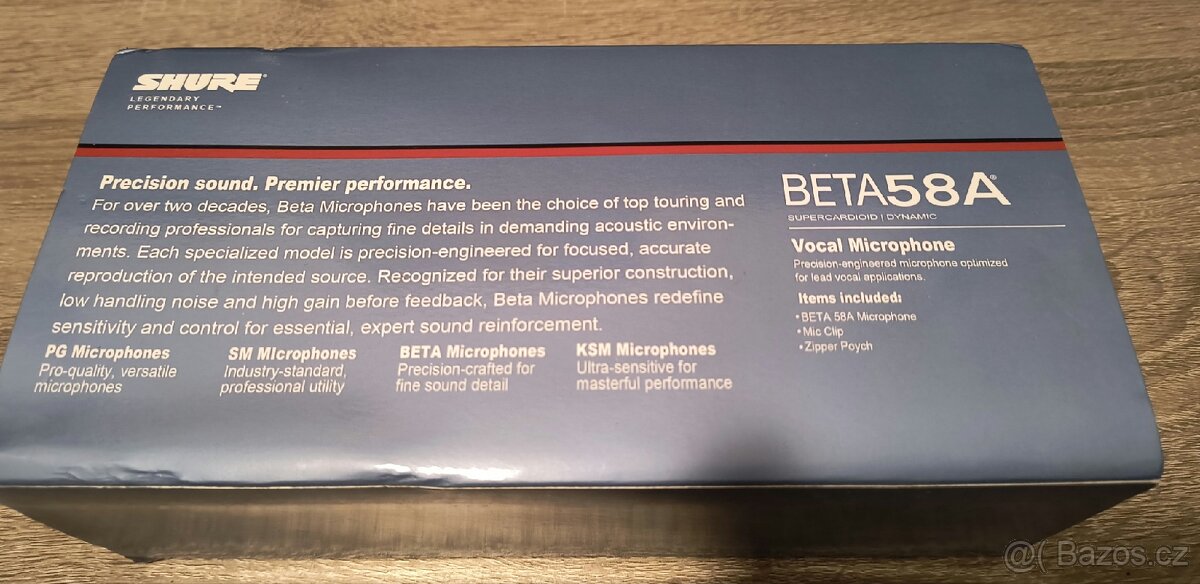 SHURE®
LEGENDARY
PERFORMANCE™
Precision sound. Premier performance.
For over two decades, Beta Microphones have been the choice of top touring and
recording professionals for capturing fine details in demanding acoustic environ-
ments. Each specialized model is precision-engineered for focused, accurate
reproduction of the intended source. Recognized for their superior construction,
low handling noise and high gain before feedback, Beta Microphones redefine
sensitivity and control for essential, expert sound reinforcement.
PG Microphones
Pro-quality, versatile
microphones
SM MIcrophones
Industry-standard,
professional utility
BETA Microphones
Precision-crafted for
fine sound detail
KSM Microphones
Ultra-sensitive for
masterful performance
BETA58A®
SUPERCARDIOID | DYNAMIC
Vocal Microphone
Precision-engineered microphone optimized
for lead vocal applications.
Items included:
• BETA 58A Microphone
• Mic Clip
• Zipper Poych
@( Bazos.cz